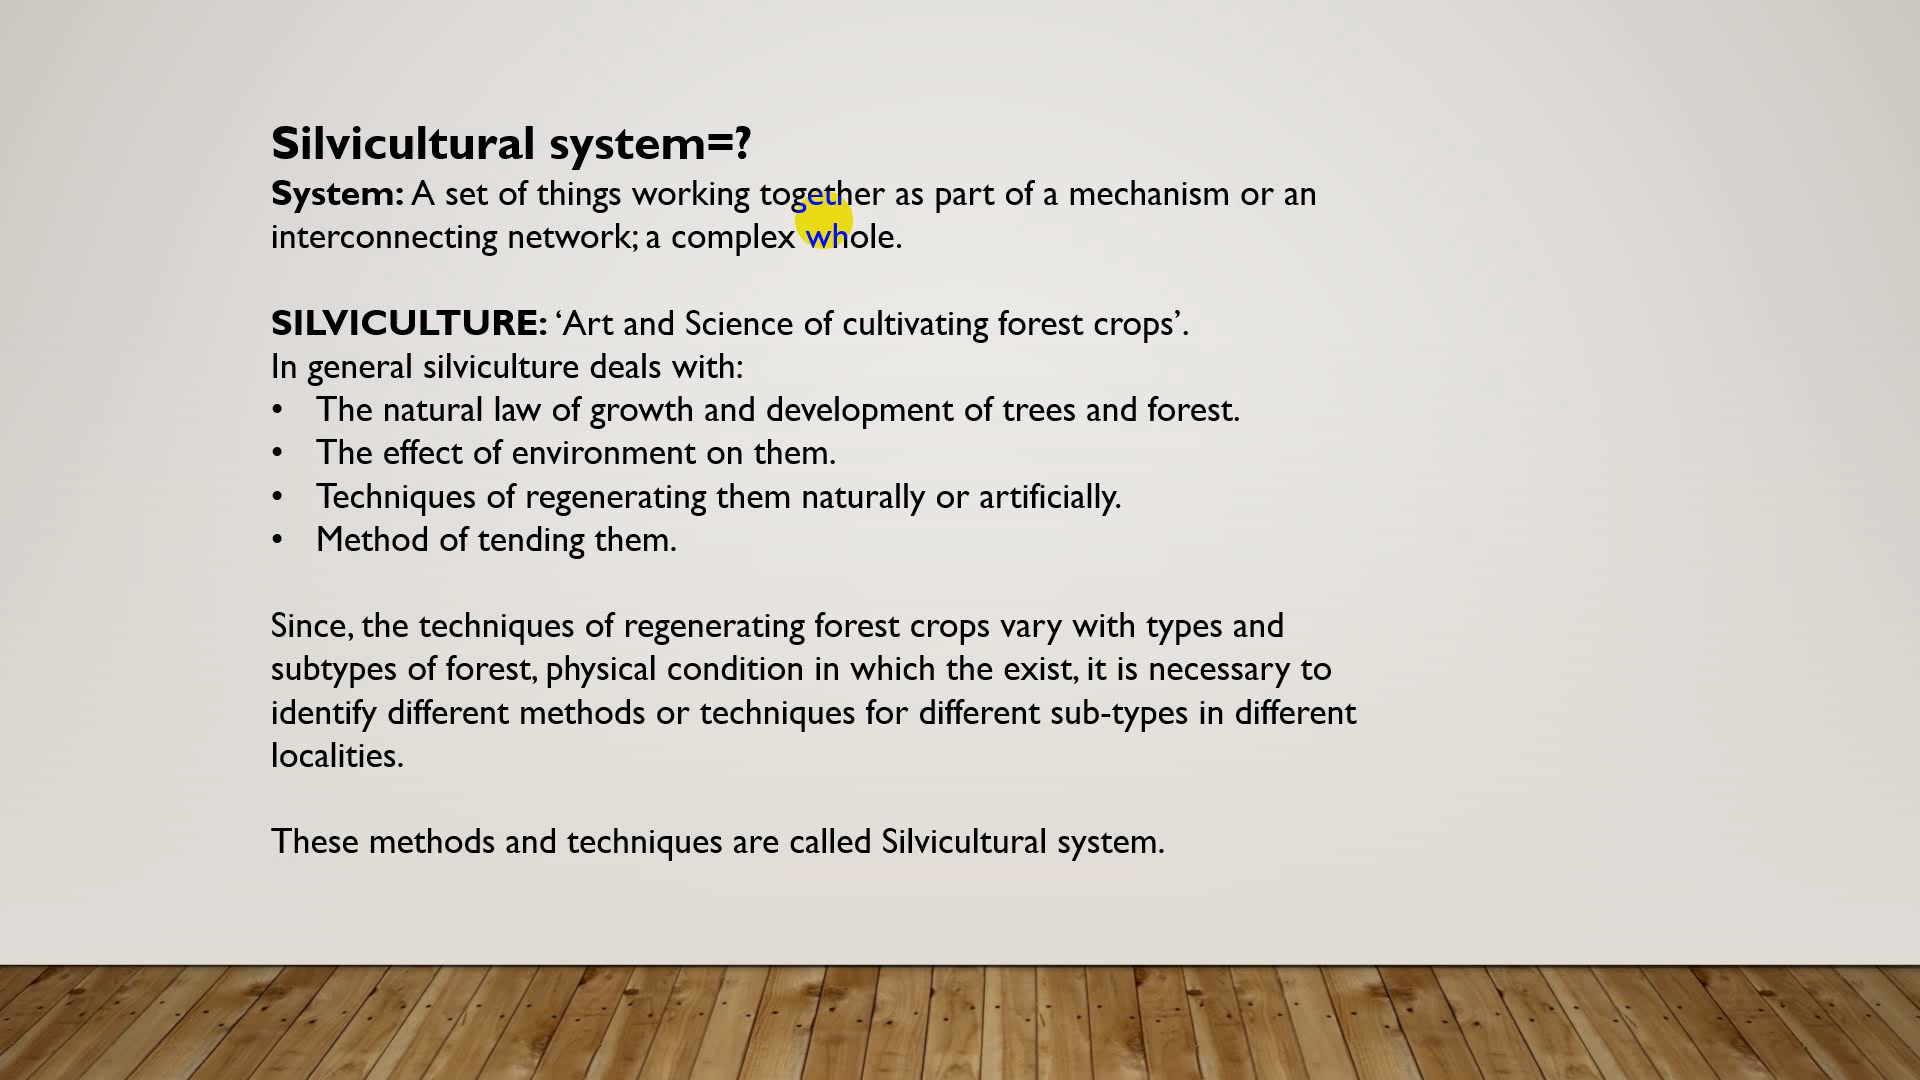 Silvicultural system=?
System: A set of things working together as part of a mechanism or an
interconnecting network; a complex whole.
SILVICULTURE: ‘Art and Science of cultivating forest crops’.
In general silviculture deals with:
• The natural law of growth and development of trees and forest.
• The effect of environment on them.
• Techniques of regenerating them naturally or artificially.
• Method of tending them.
Since, the techniques of regenerating forest crops vary with types and
subtypes of forest, physical condition in which the exist, it is necessary to
identify different methods or techniques for different sub-types in different
localities.
These methods and techniques are called Silvicultural system.